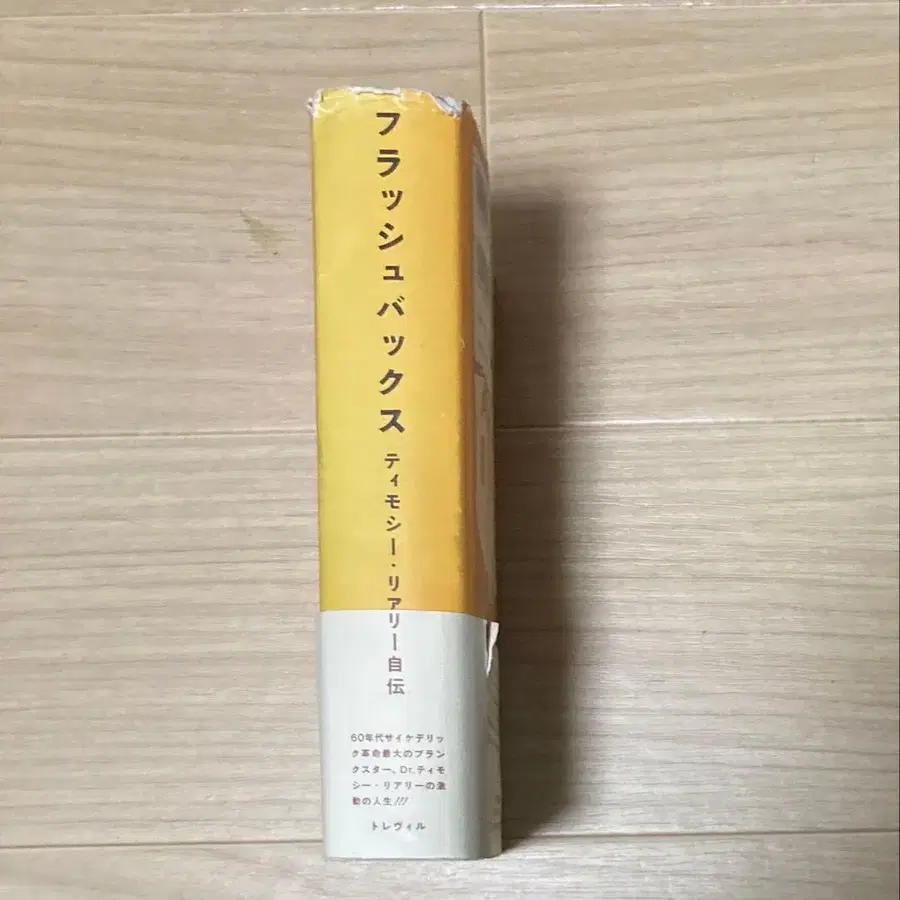 フラッシュバックス
ティモシー・リアリー自伝
60年代サイケデリッ
ク革命最大のプラン
クスター、Dr.ティモ
シー・リアリーの激
動の人生!!!
トレヴィル